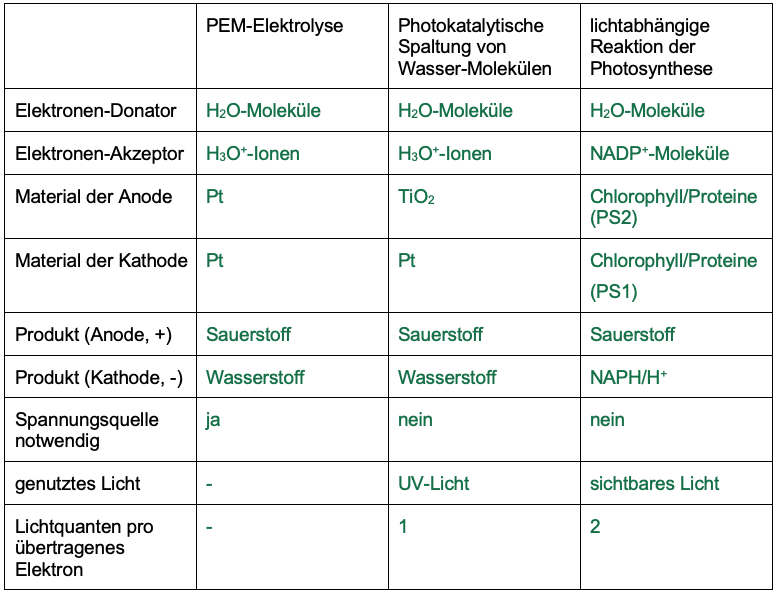 PEM-Elektrolyse
Photokatalytische
Spaltung von
Wasser-Molekülen
lichtabhängige
Reaktion der
Photosynthese
Elektronen-Donator
H₂O-Moleküle
H₂O-Moleküle
H₂O-Moleküle
Elektronen-Akzeptor
H₃O⁺-Ionen
H₃O⁺-Ionen
NADP⁺-Moleküle
Material der Anode
Pt
TiO₂
Chlorophyll/Proteine
(PS2)
Material der Kathode
Pt
Pt
Chlorophyll/Proteine
(PS1)
Produkt (Anode, +)
Sauerstoff
Sauerstoff
Sauerstoff
Produkt (Kathode, -)
Wasserstoff
Wasserstoff
NAPH/H⁺
Spannungsquelle
notwendig
ja
nein
nein
genutztes Licht
-
UV-Licht
sichtbares Licht
Lichtquanten pro
übertragenes
Elektron
-
1
2